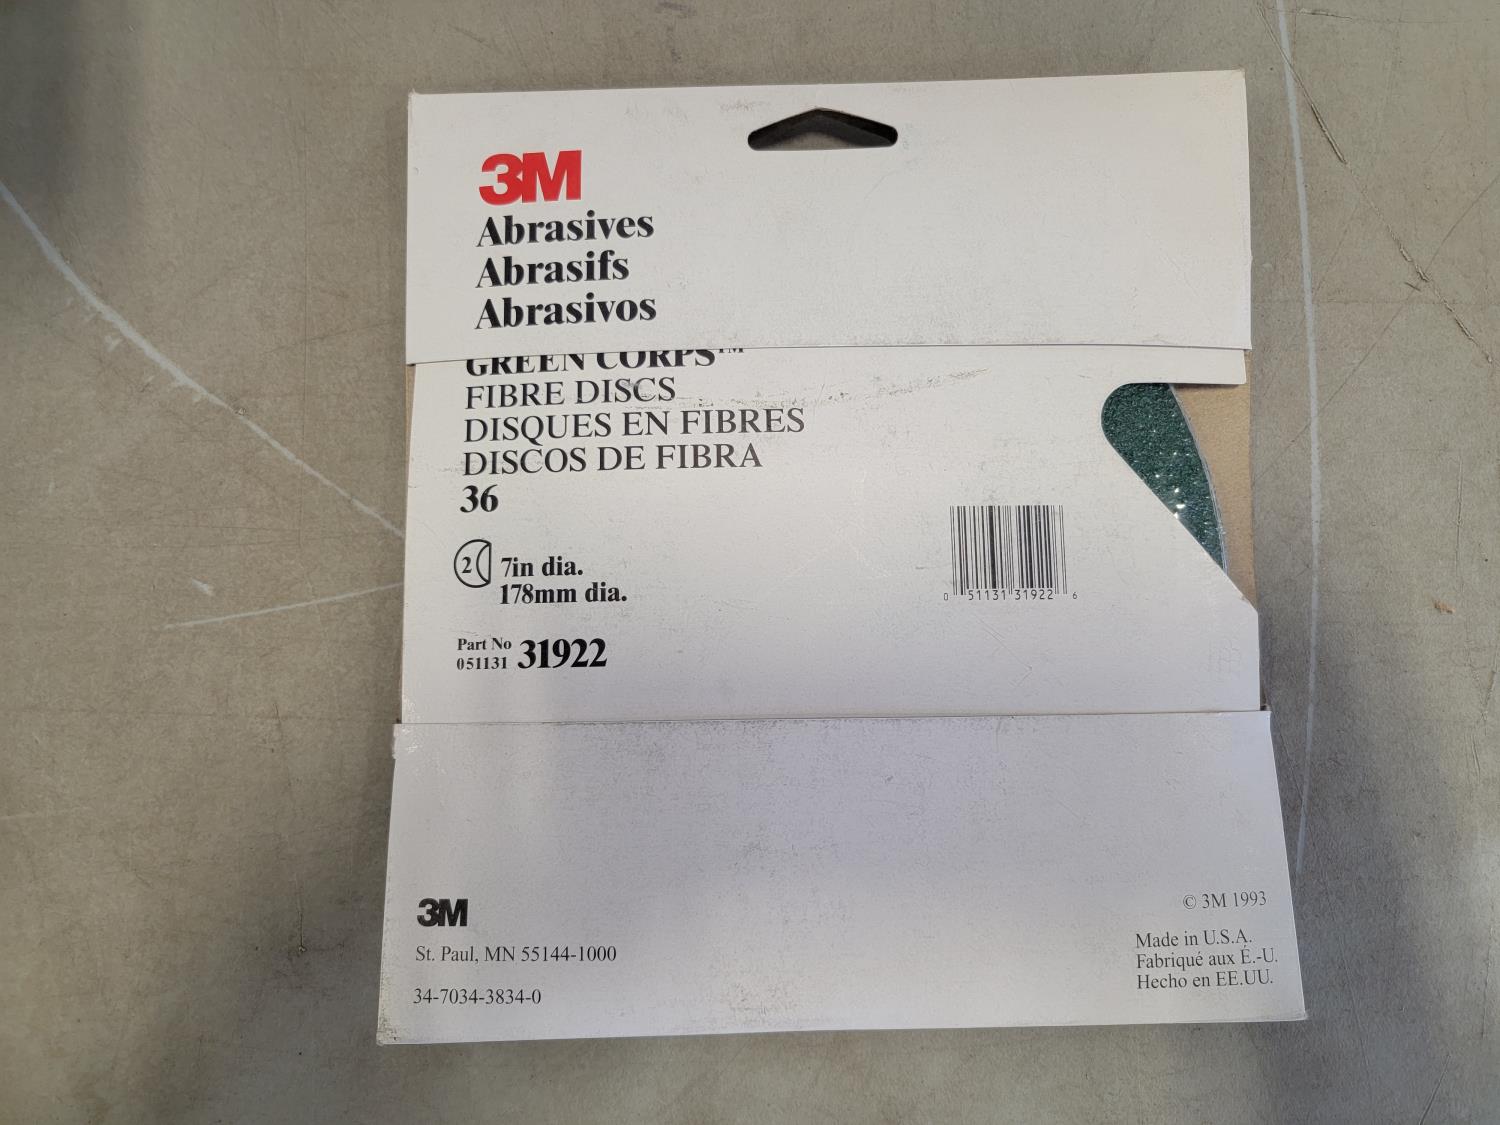 3M
Abrasives
Abrasifs
Abrasivos
GREEN CORPS™
FIBRE DISCS
DISQUES EN FIBRES
DISCOS DE FIBRA
36
2
7in dia.
178mm dia.
0 51131 31922 6
Part No
051131 31922
3M
St. Paul, MN 55144-1000
34-7034-3834-0
© 3M 1993
Made in U.S.A.
Fabriqué aux É.-U.
Hecho en EE.UU.